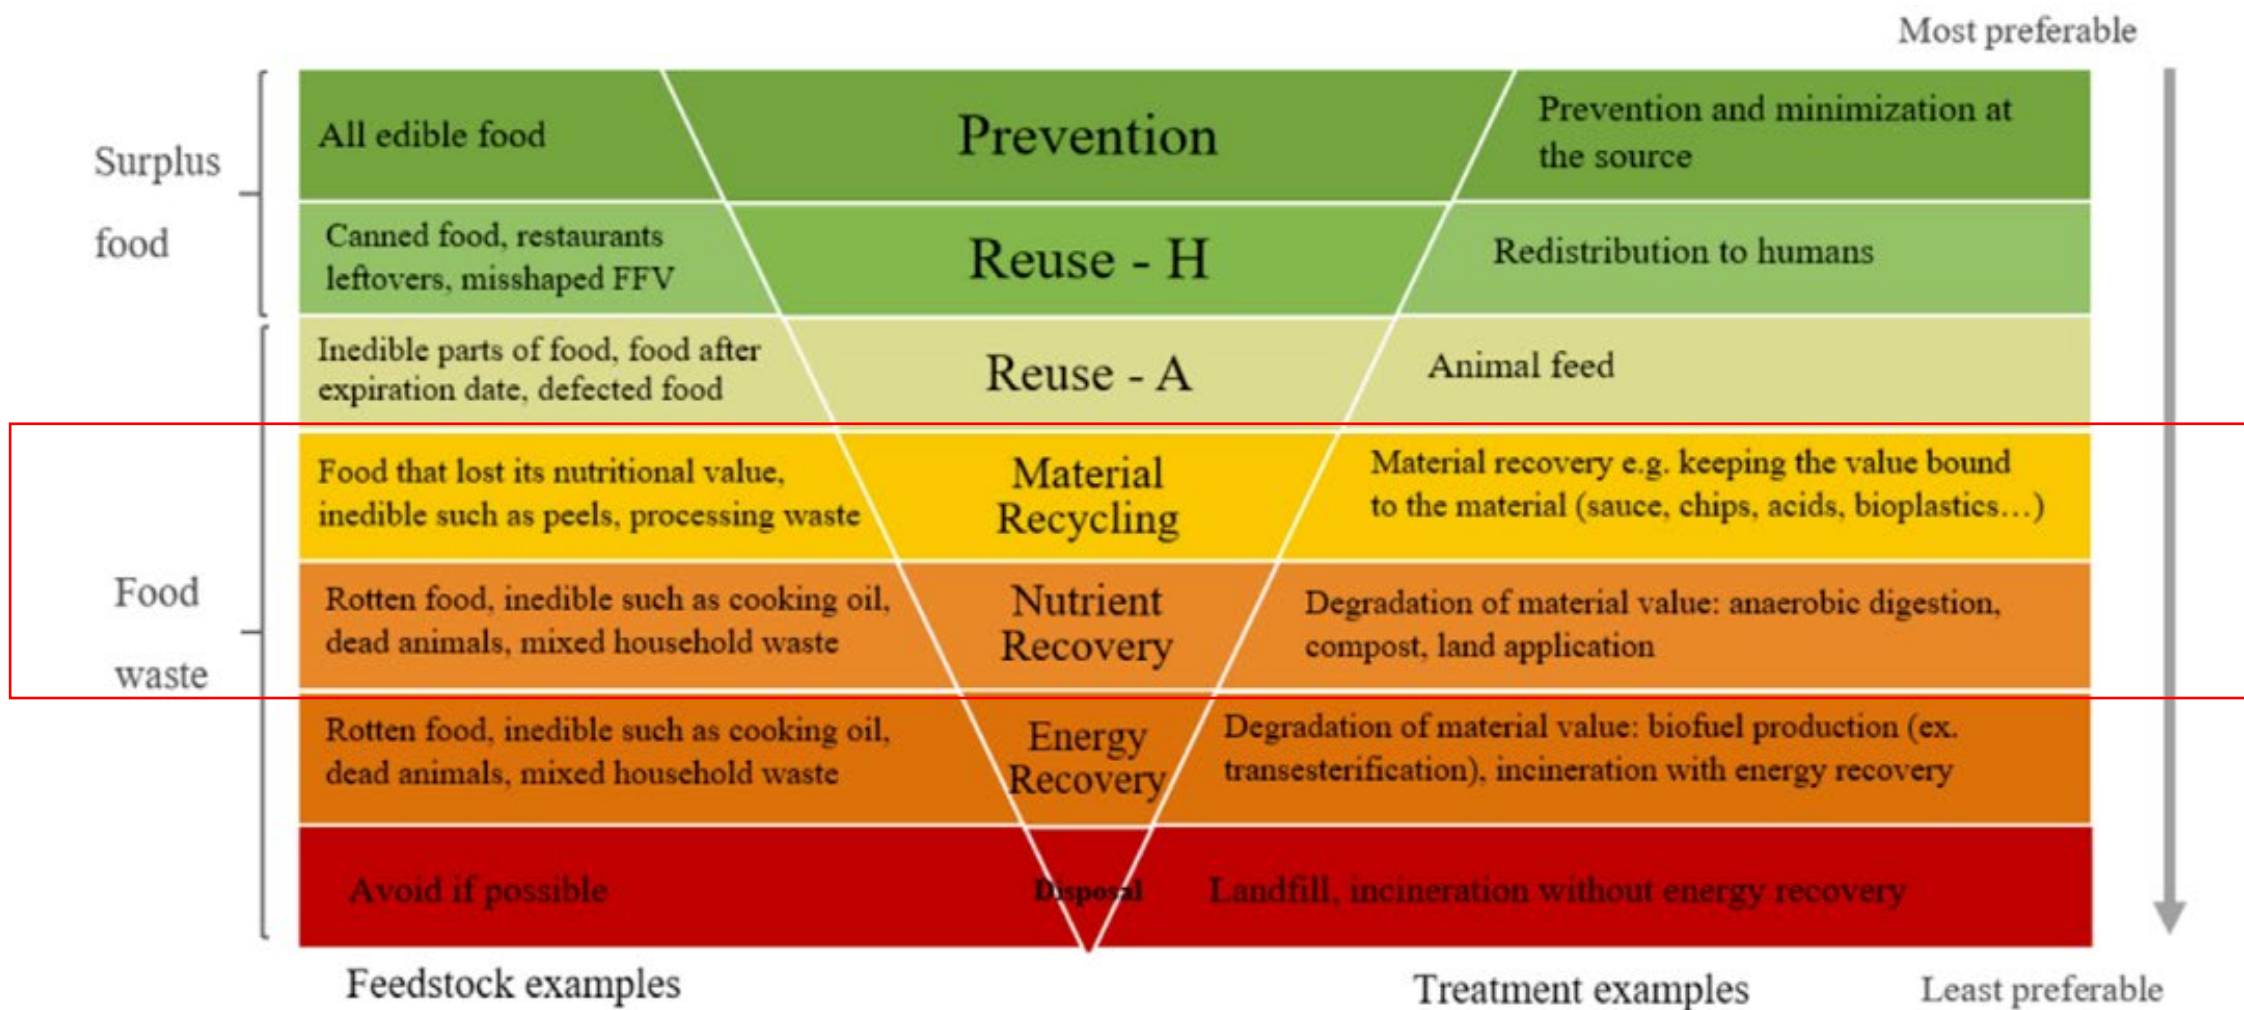 Most preferable
Surplus
food
All edible food
Prevention
Prevention and minimization at
the source
Canned food, restaurants
leftovers, misshaped FFV
Reuse - H
Redistribution to humans
Inedible parts of food, food after
expiration date, defected food
Reuse - A
Animal feed
Food
waste
Food that lost its nutritional value,
inedible such as peels, processing waste
Material
Recycling
Material recovery e.g. keeping the value bound
to the material (sauce, chips, acids, bioplastics…)
Rotten food, inedible such as cooking oil,
dead animals, mixed household waste
Nutrient
Recovery
Degradation of material value: anaerobic digestion,
compost, land application
Rotten food, inedible such as cooking oil,
dead animals, mixed household waste
Energy
Recovery
Degradation of material value: biofuel production (ex.
transesterification), incineration with energy recovery
Avoid if possible
Disposal
Landfill, incineration without energy recovery
Feedstock examples
Treatment examples
Least preferable